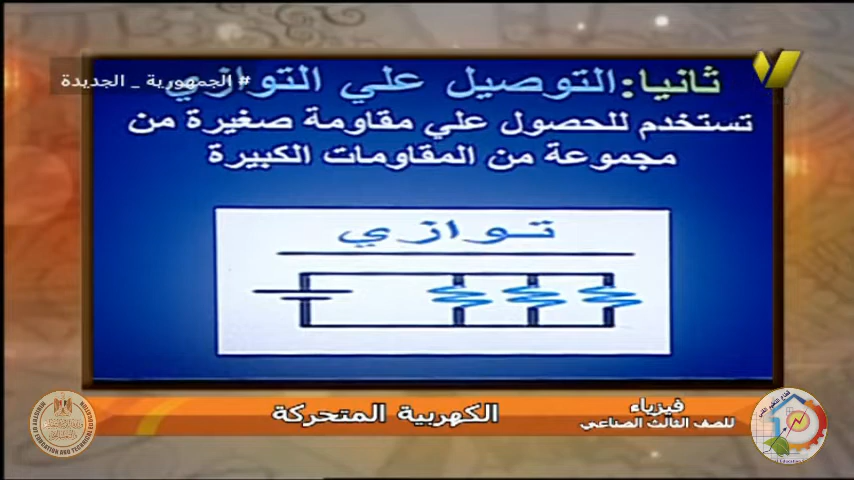 # الجمهورية _ الجديدة
ثانيا: التوصيل علي التوازي
تستخدم للحصول علي مقاومة صغيرة من
مجموعة من المقاومات الكبيرة
توازي
فيزياء
للصف الثالث الصناعي
الكهربية المتحركة